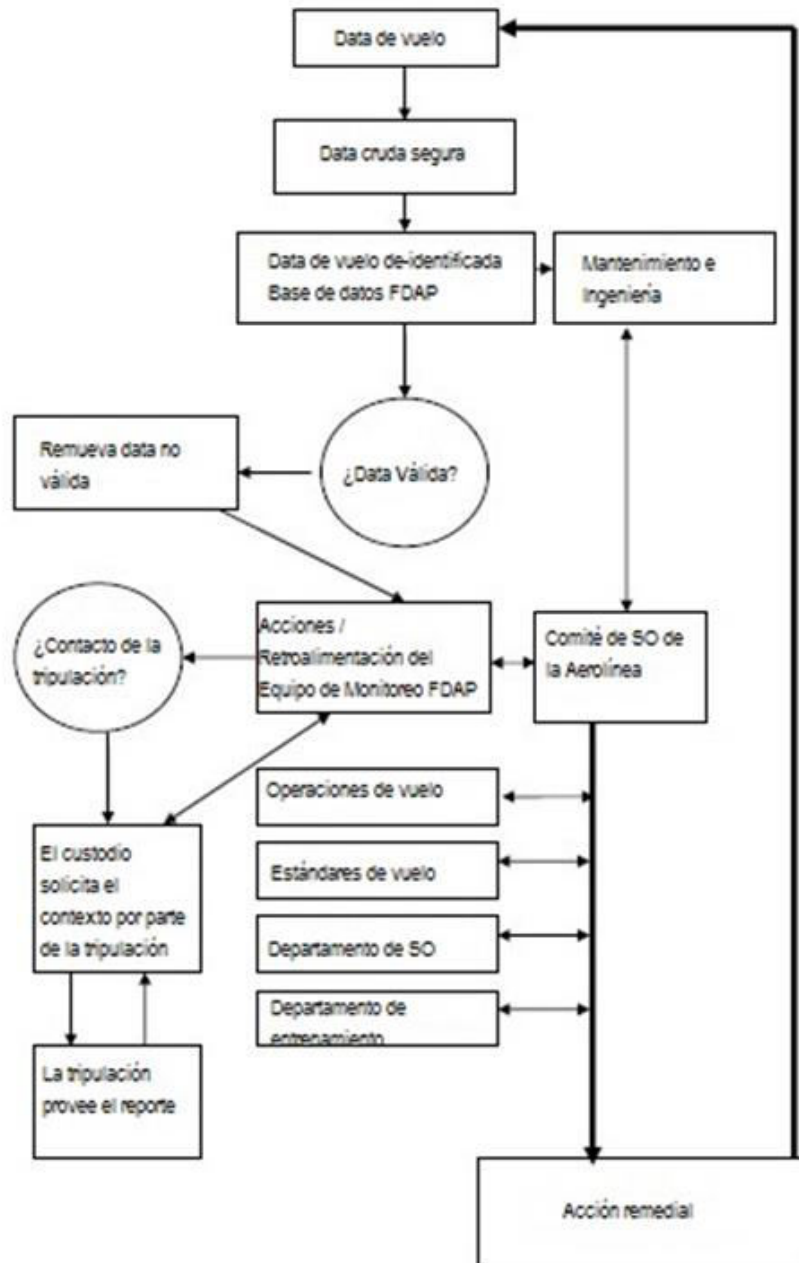 Data de vuelo
Data cruda segura
Data de vuelo de-identificada
Base de datos FDAP
Mantenimiento e
Ingeniería
Remueva data no
válida
¿Data Válida?
¿Contacto de la
tripulación?
Acciones /
Retroalimentación del
Equipo de Monitoreo FDAP
Comité de SO de
la Aerolínea
Operaciones de vuelo
El custodio
solicita el
contexto por parte
de la tripulación
Estándares de vuelo
Departamento de SO
Departamento de
entrenamiento
La tripulación
provee el reporte
Acción remedial